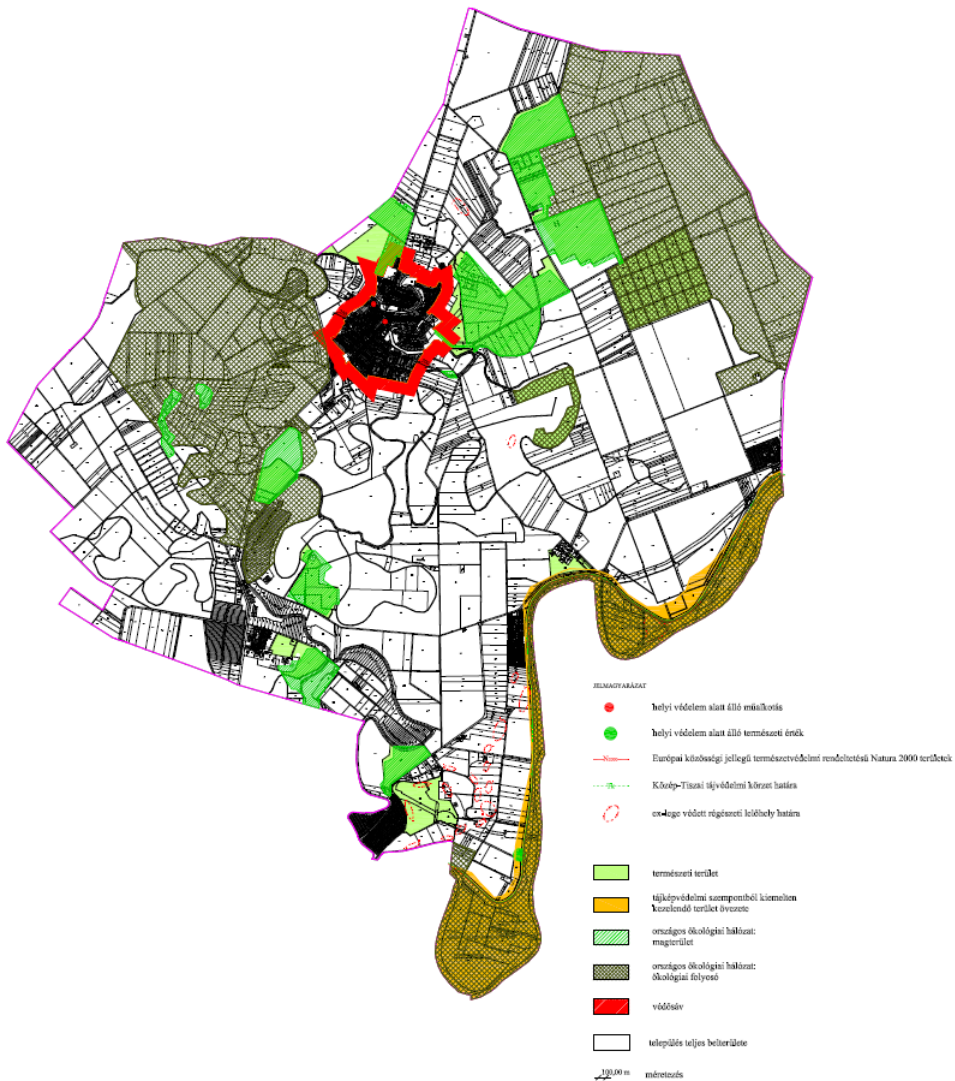 JELMAGYARÁZAT
helyi védelem alatt álló műalkotás
helyi védelem alatt álló természeti érték
Európai közösségi jellegű természetvédelmi rendeltetésű Natura 2000 területek
Közép-Tiszai tájvédelmi körzet határa
ex-lege védett régészeti lelőhely határa
természeti terület
tájképvédelmi szempontból kiemelten
kezelendő terület övezete
országos ökológiai hálózat:
magterület
országos ökológiai hálózat:
ökológiai folyosó
védősáv
település teljes belterülete
100,00 m méretezés